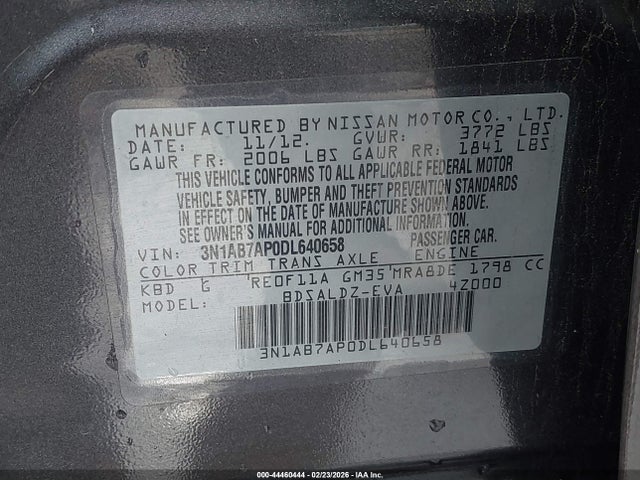 MANUFACTURED BY NISSAN MOTOR CO., LTD.
DATE: 11/12. GVWR: 3772 LBS
GAWR FR: 2006 LBS GAWR RR: 1841 LBS
THIS VEHICLE CONFORMS TO ALL APPLICABLE FEDERAL MOTOR
VEHICLE SAFETY, BUMPER AND THEFT PREVENTION STANDARDS
IN EFFECT ON THE DATE OF MANUFACTURE SHOWN ABOVE.
SEE OWNER'S MANUAL FOR ADDITIONAL INFORMATION.
VIN: 3N1AB7AP0DL640658 PASSENGER CAR.
COLOR TRIM TRANS AXLE ENGINE
KBD G RE0F11A GM35 MRA8DE 1798 CC
MODEL: BDSALDZ-EVA 4Z000
3N1AB7AP0DL640658
000-44460444 | 02/23/2026 - IAA Inc.